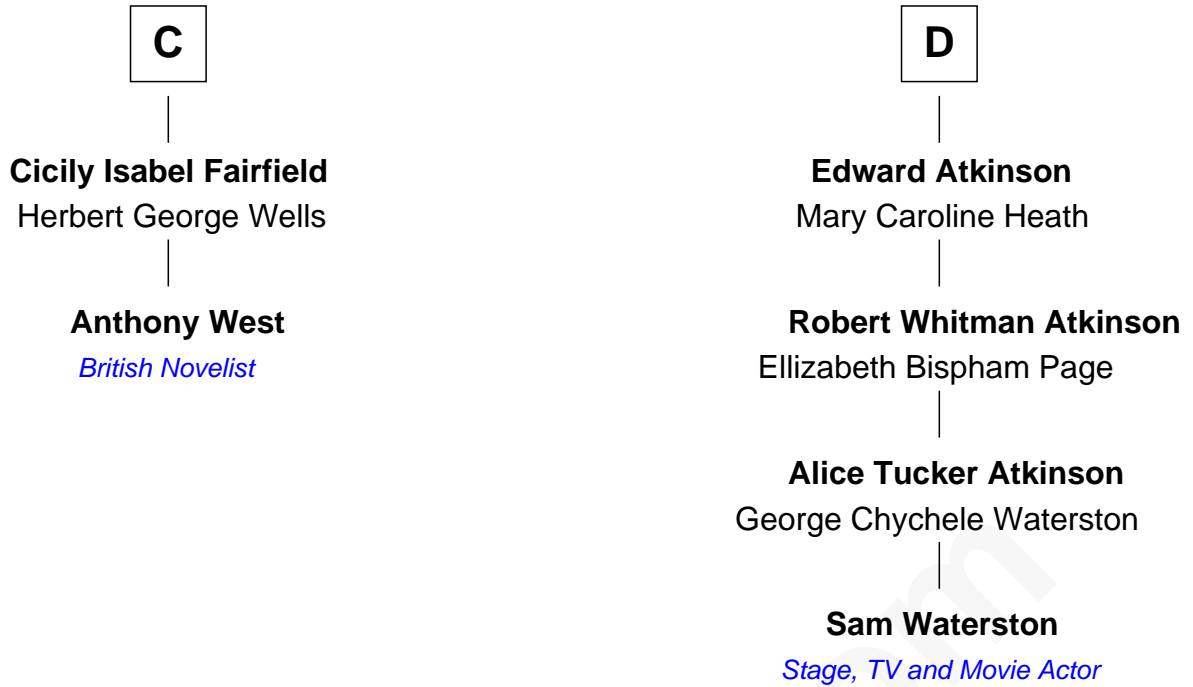 C
Cicily Isabel Fairfield
Herbert George Wells
Anthony West
British Novelist
D
Edward Atkinson
Mary Caroline Heath
Robert Whitman Atkinson
Ellizabeth Bispham Page
Alice Tucker Atkinson
George Chychele Waterston
Sam Waterston
Stage, TV and Movie Actor